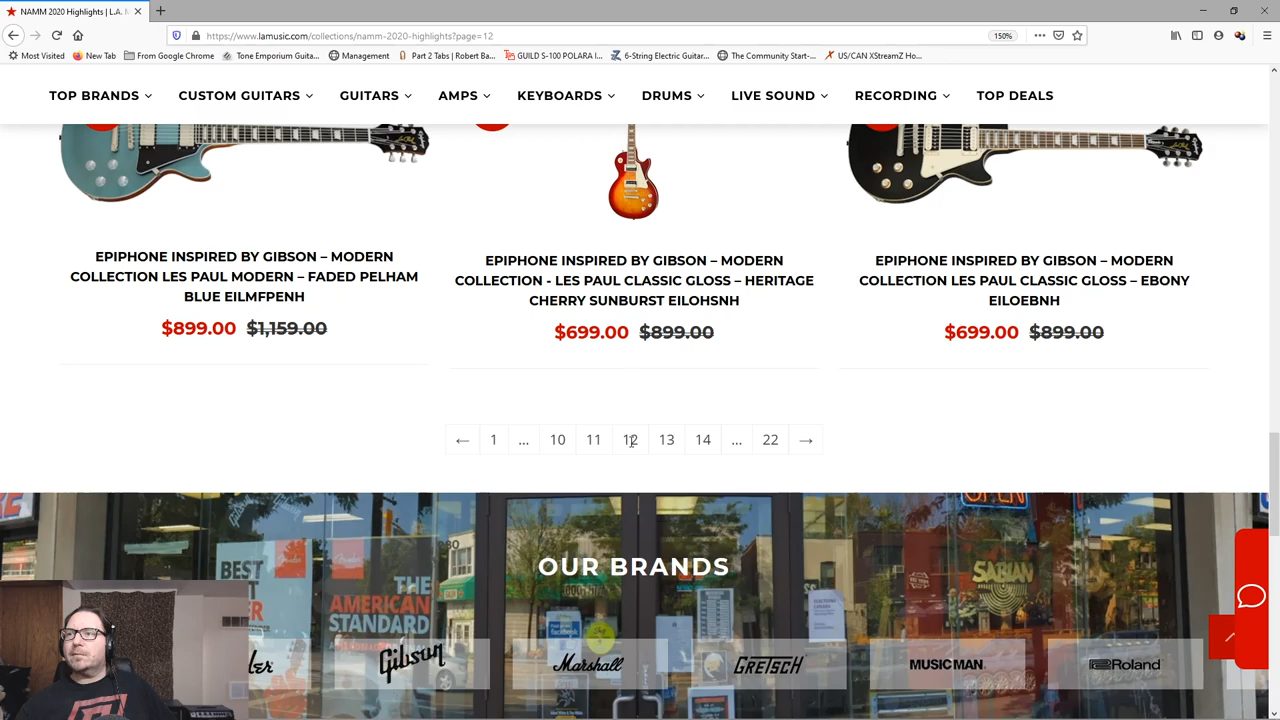 NAMM 2020 Highlights | L.A. M
https://www.lamusic.com/collections/namm-2020-highlights?page=12
150%
Most Visited
New Tab
From Google Chrome
Tone Emporium Guita...
Management
Part 2 Tabs | Robert Ba...
GUILD S-100 POLARA I...
6-String Electric Guitar...
The Community Start-...
US/CAN XStreamZ Ho...
TOP BRANDS
CUSTOM GUITARS
GUITARS
AMPS
KEYBOARDS
DRUMS
LIVE SOUND
RECORDING
TOP DEALS
EPIPHONE INSPIRED BY GIBSON – MODERN
COLLECTION LES PAUL MODERN – FADED PELHAM
BLUE EILMFPENH
$899.00 $1,159.00
EPIPHONE INSPIRED BY GIBSON – MODERN
COLLECTION - LES PAUL CLASSIC GLOSS – HERITAGE
CHERRY SUNBURST EILOHSNH
$699.00 $899.00
EPIPHONE INSPIRED BY GIBSON – MODERN
COLLECTION LES PAUL CLASSIC GLOSS – EBONY
EILOEBNH
$699.00 $899.00
← 1 ... 10 11 12 13 14 ... 22 →
OPEN
OUR BRANDS
BEST
THE
AMERICAN
STANDARD
SABIAN
ler
Gibson
Marshall
GRETSCH
MUSIC MAN
Roland